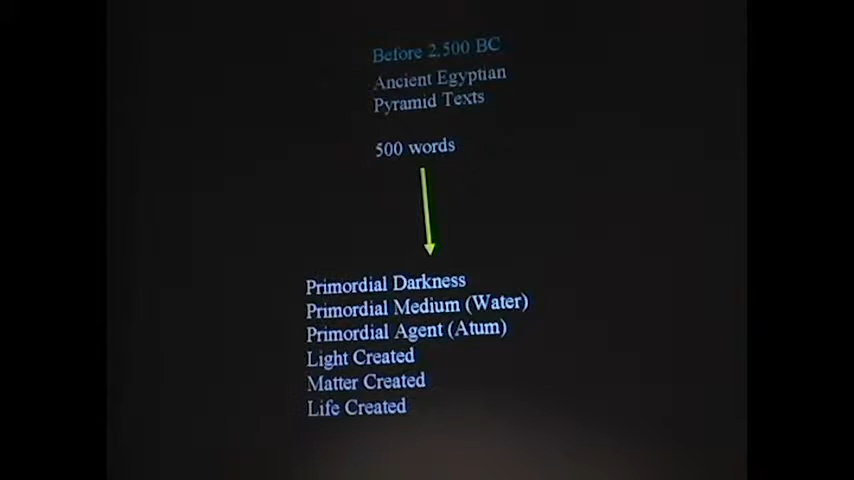 Before 2,500 BC
Ancient Egyptian
Pyramid Texts
500 words
Primordial Darkness
Primordial Medium (Water)
Primordial Agent (Atum)
Light Created
Matter Created
Life Created